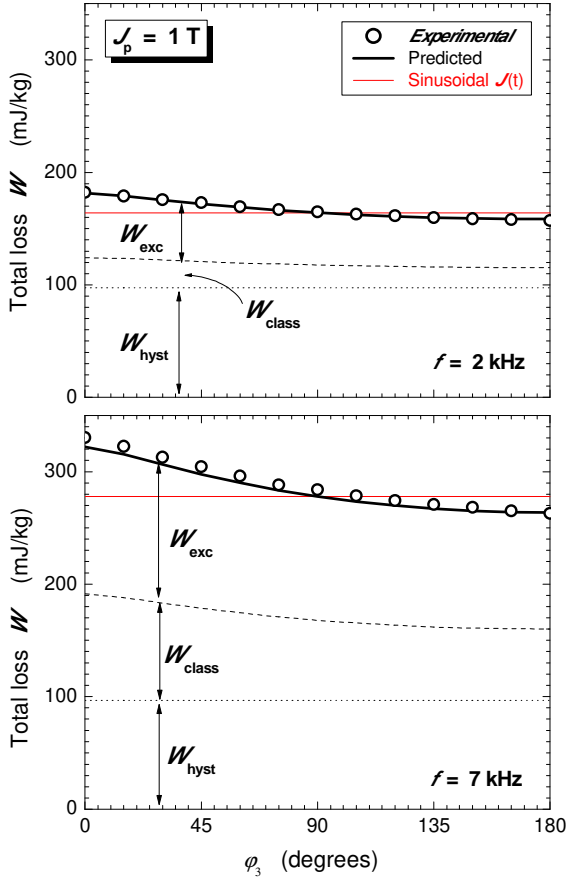 J_p = 1 T
Experimental
Predicted
Sinusoidal J(t)
Total loss W (mJ/kg)
300
200
100
0
W_exc
W_class
W_hyst
f = 2 kHz
Total loss W (mJ/kg)
300
200
100
0
W_exc
W_class
W_hyst
f = 7 kHz
0 45 90 135 180
φ_3 (degrees)